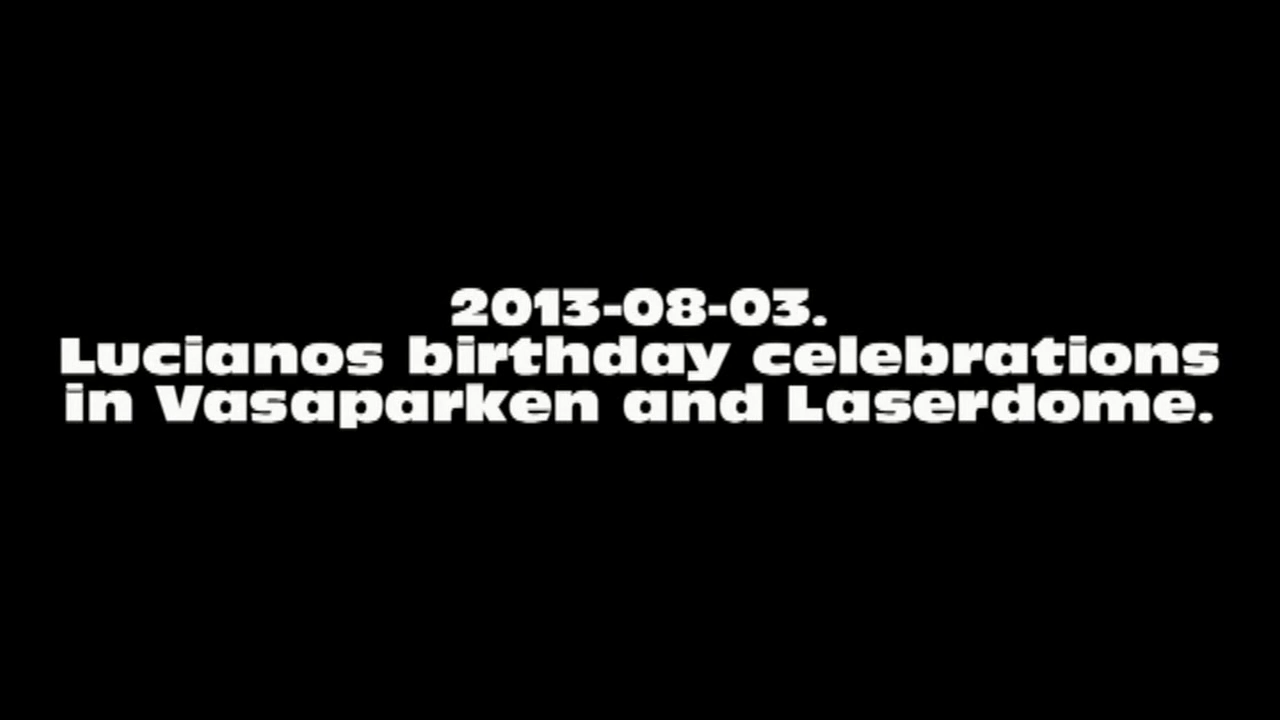 2013-08-03.
Lucianos birthday celebrations
in Vasaparken and Laserdome.